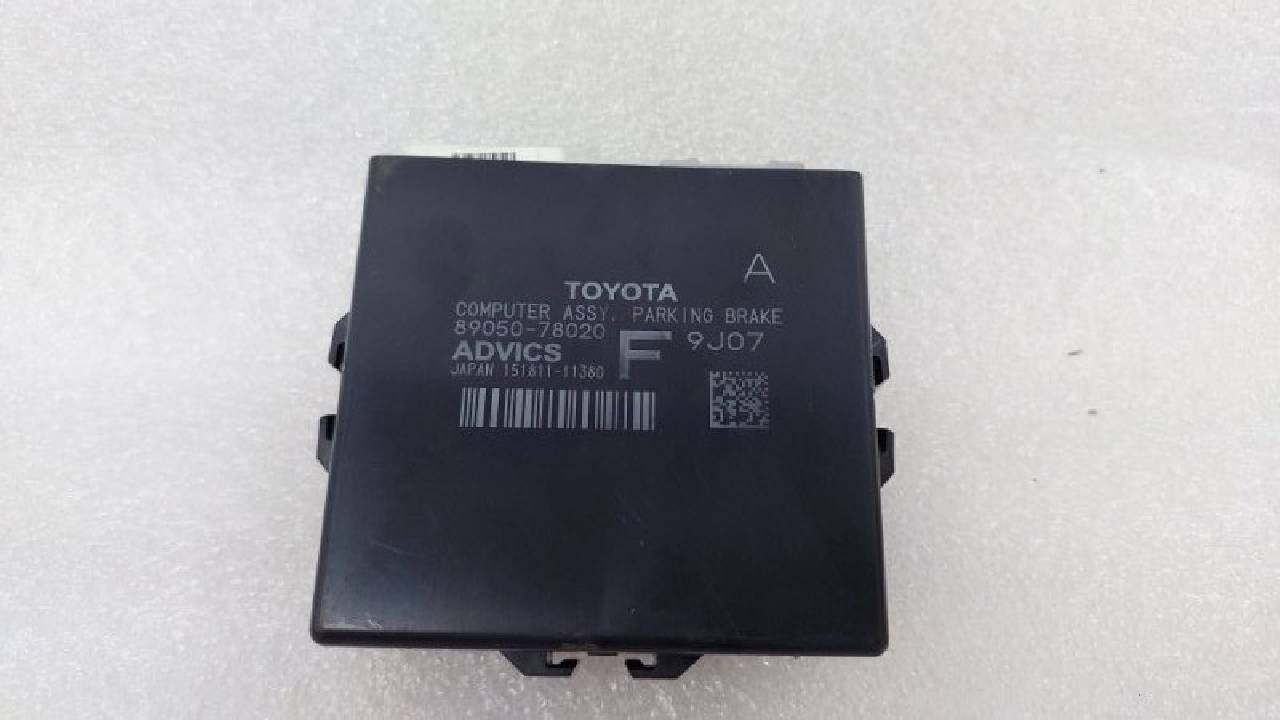 A
TOYOTA
COMPUTER ASSY, PARKING BRAKE
89050-78020
F 9J07
ADVICS
JAPAN 151811-11380